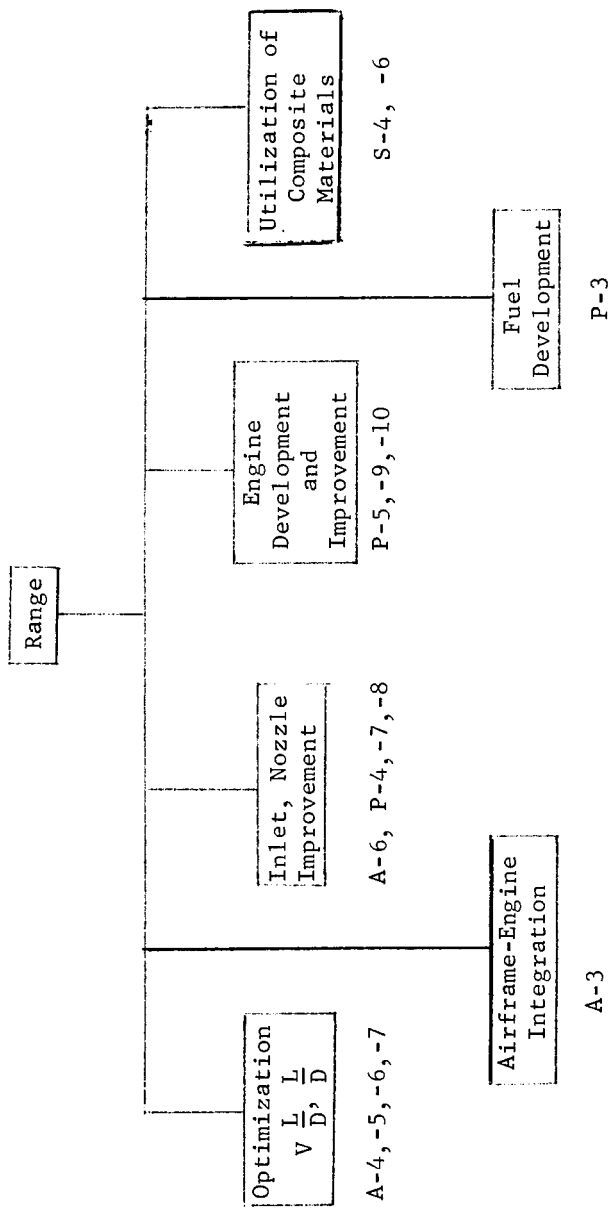 Range
Optimization
V L/D, L/D
A-4, -5, -6, -7
Inlet, Nozzle
Improvement
A-6, P-4, -7, -8
Engine
Development
and
Improvement
P-5, -9, -10
Utilization of
Composite
Materials
S-4, -6
Airframe-Engine
Integration
A-3
Fuel
Development
P-3